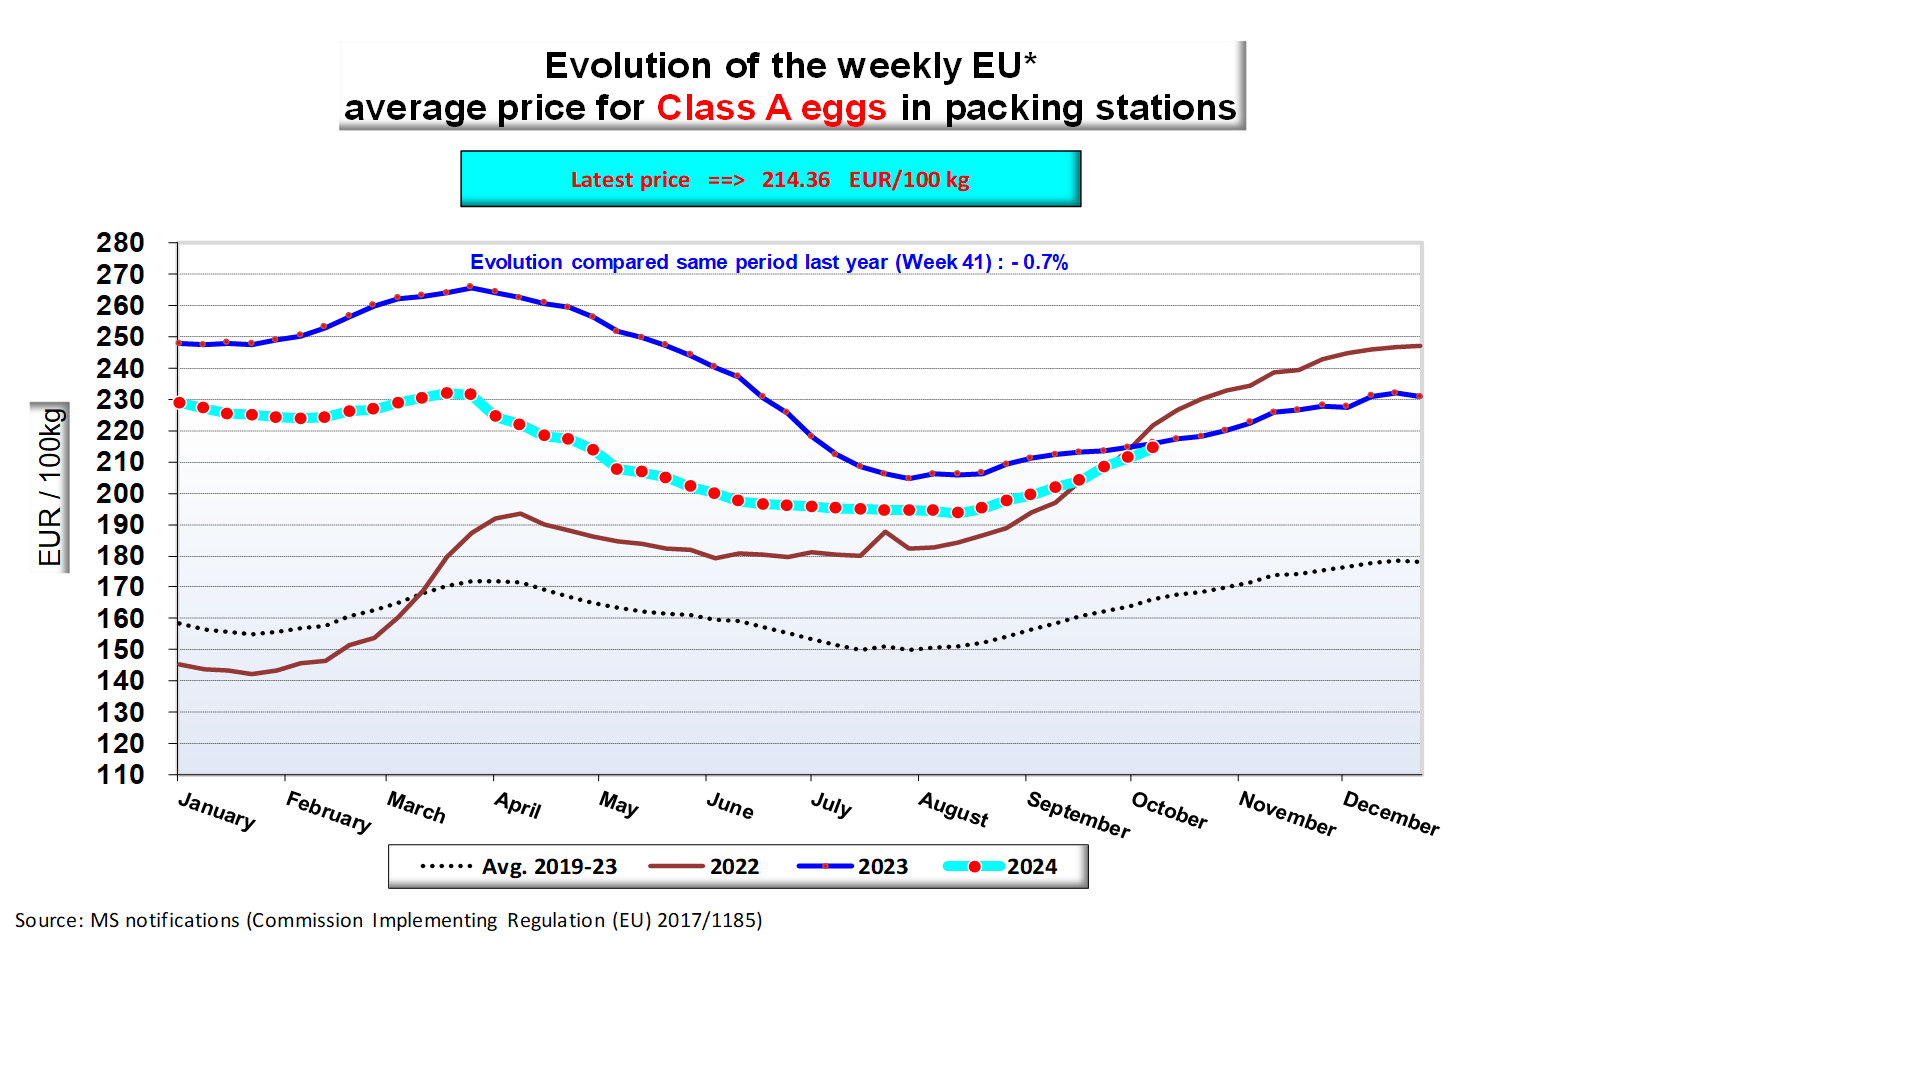 Evolution of the weekly EU*
average price for Class A eggs in packing stations
Latest price ==> 214.36 EUR/100 kg
Evolution compared same period last year (Week 41) : - 0.7%
EUR / 100kg
280
270
260
250
240
230
220
210
200
190
180
170
160
150
140
130
120
110
January
February
March
April
May
June
July
August
September
October
November
December
Avg. 2019-23
2022
2023
2024
Source: MS notifications (Commission Implementing Regulation (EU) 2017/1185)